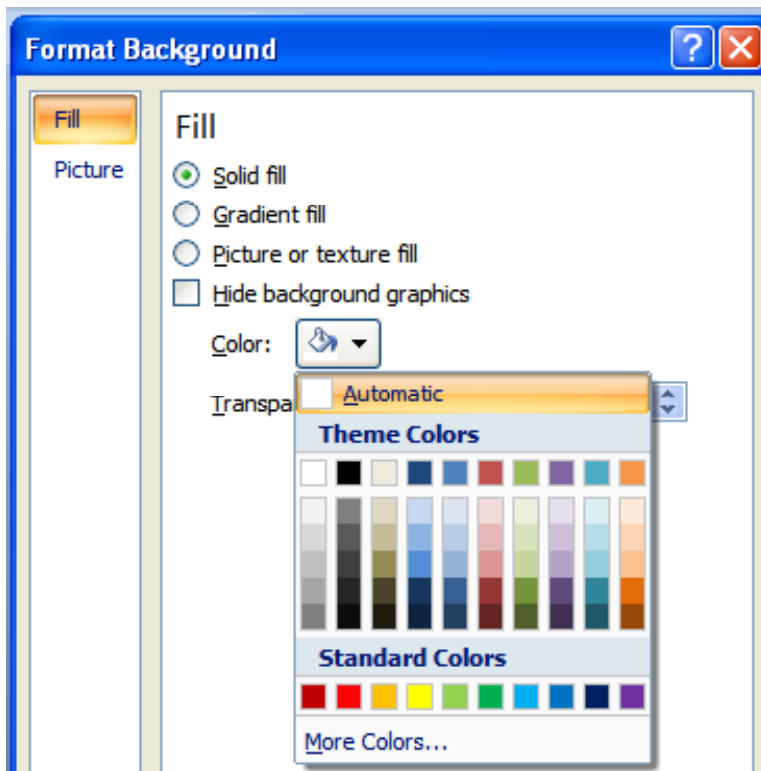 Format Background
?
Fill
Picture
Fill
Solid fill
Gradient fill
Picture or texture fill
Hide background graphics
Color:
Automatic
Theme Colors
Standard Colors
More Colors...